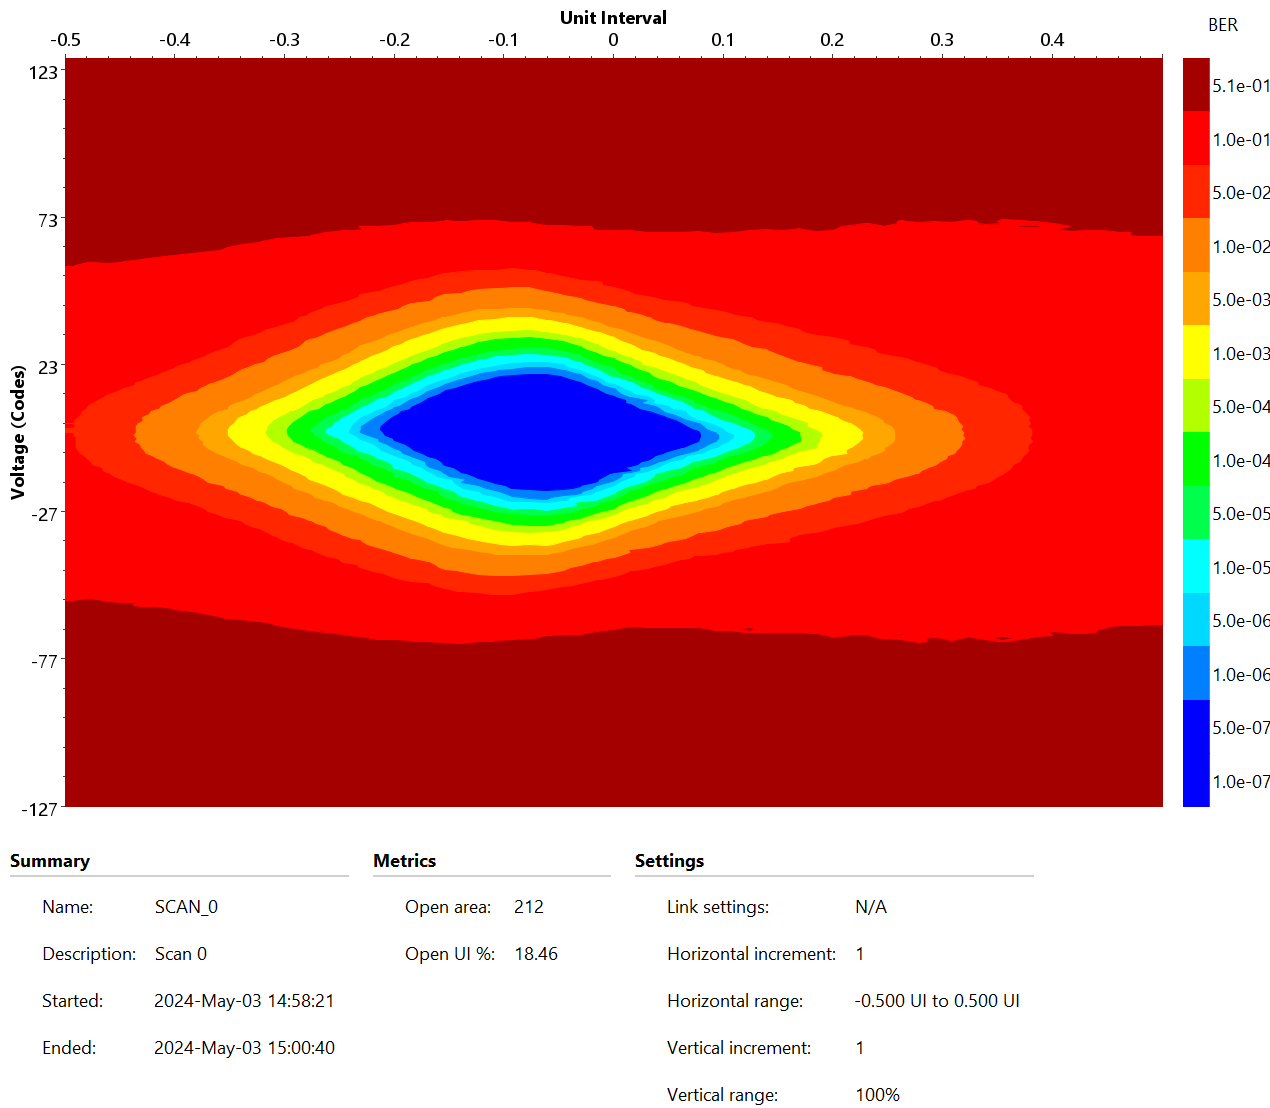 Unit Interval
BER
-0.5 -0.4 -0.3 -0.2 -0.1 0 0.1 0.2 0.3 0.4
123
73
23
-27
-77
-127
Voltage (Codes)
5.1e-01
1.0e-01
5.0e-02
1.0e-02
5.0e-03
1.0e-03
5.0e-04
1.0e-04
5.0e-05
1.0e-05
5.0e-06
1.0e-06
5.0e-07
1.0e-07
Summary
Name: SCAN_0
Description: Scan 0
Started: 2024-May-03 14:58:21
Ended: 2024-May-03 15:00:40
Metrics
Open area: 212
Open UI %: 18.46
Settings
Link settings: N/A
Horizontal increment: 1
Horizontal range: -0.500 UI to 0.500 UI
Vertical increment: 1
Vertical range: 100%